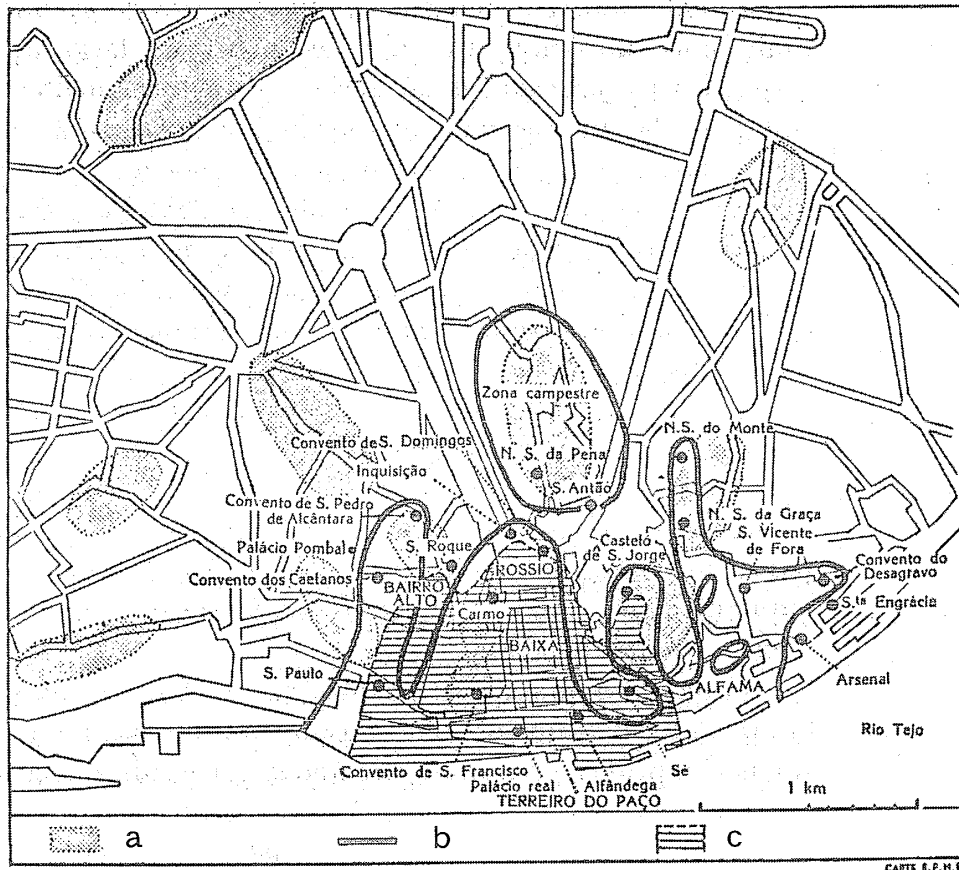 Zona campestre
N.S. do Monte
Convento de S. Domingos
N. S. da Pena
Inquisição
S. Antão
Convento de S. Pedro
de Alcântara
N. S. da Graça
S. Vicente
de Fora
Palácio Pombal
S. Roque
ROSSIO
Castelo
de S. Jorge
Convento do
Desagravo
Convento dos Caetanos
BAIRRO
ALTO
Sta Engrácia
Carmo
BAIXA
S. Paulo
ALFAMA
Arsenal
Rio Tejo
Convento de S. Francisco
Sé
Palácio real
Alfândega
TERREIRO DO PAÇO
1 km
a
b
c